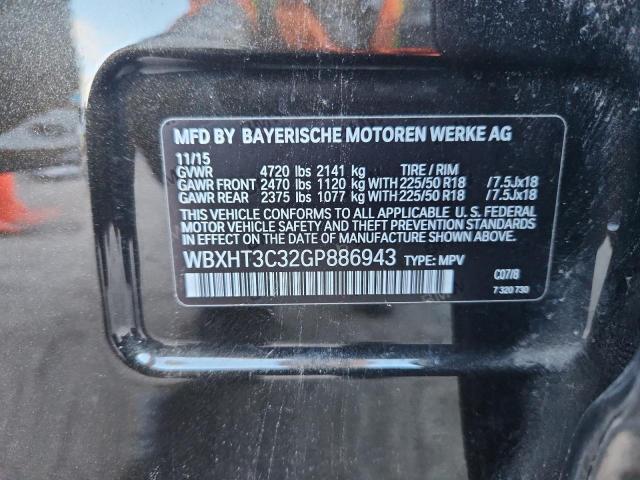 MFD BY BAYERISCHE MOTOREN WERKE AG
11/15
GVWR 4720 lbs 2141 kg TIRE / RIM
GAWR FRONT 2470 lbs 1120 kg WITH 225/50 R18 /7.5Jx18
GAWR REAR 2375 lbs 1077 kg WITH 225/50 R18 /7.5Jx18
THIS VEHICLE CONFORMS TO ALL APPLICABLE U.S. FEDERAL
MOTOR VEHICLE SAFETY AND THEFT PREVENTION STANDARDS
IN EFFECT ON THE DATE OF MANUFACTURE SHOWN ABOVE.
WBXHT3C32GP886943 TYPE: MPV
C07/8
7 320 730